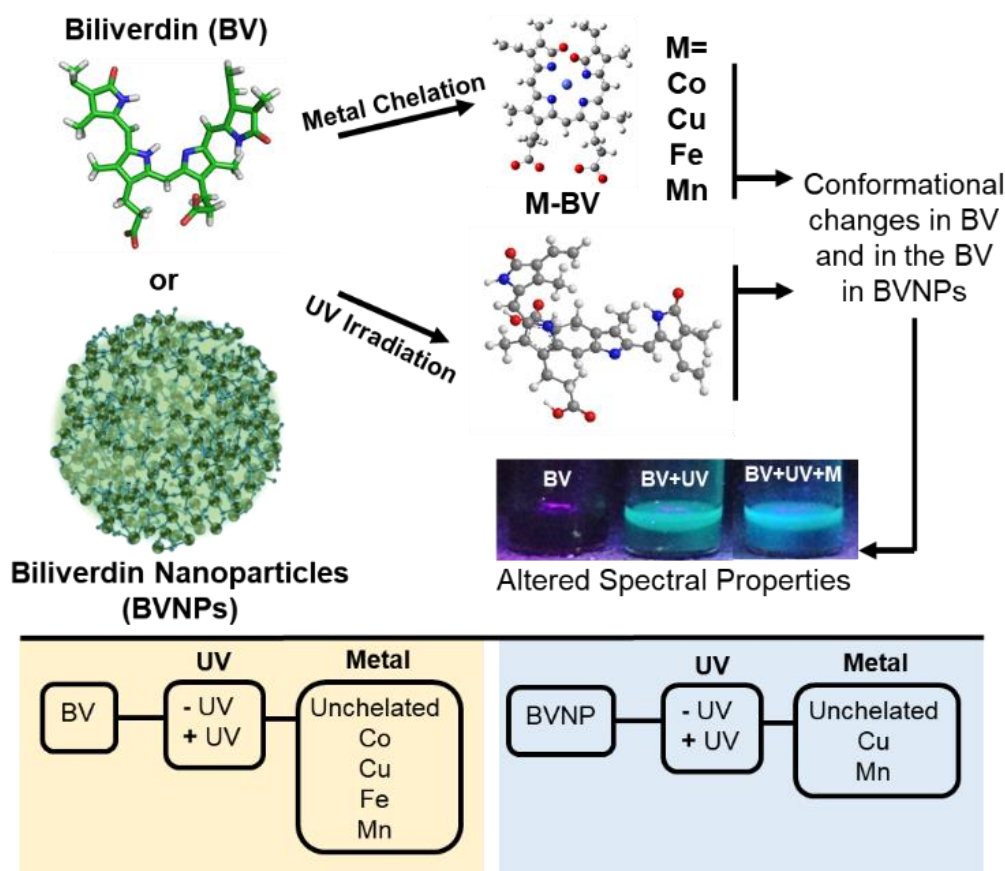 Biliverdin (BV)
Metal Chelation
M=
Co
Cu
Fe
Mn
M-BV
or
UV Irradiation
Conformational
changes in BV
and in the BV
in BVNPs
BV
BV+UV
BV+UV+M
Altered Spectral Properties
Biliverdin Nanoparticles
(BVNPs)
UV
Metal
BV
- UV
+ UV
Unchelated
Co
Cu
Fe
Mn
UV
Metal
BVNP
- UV
+ UV
Unchelated
Cu
Mn